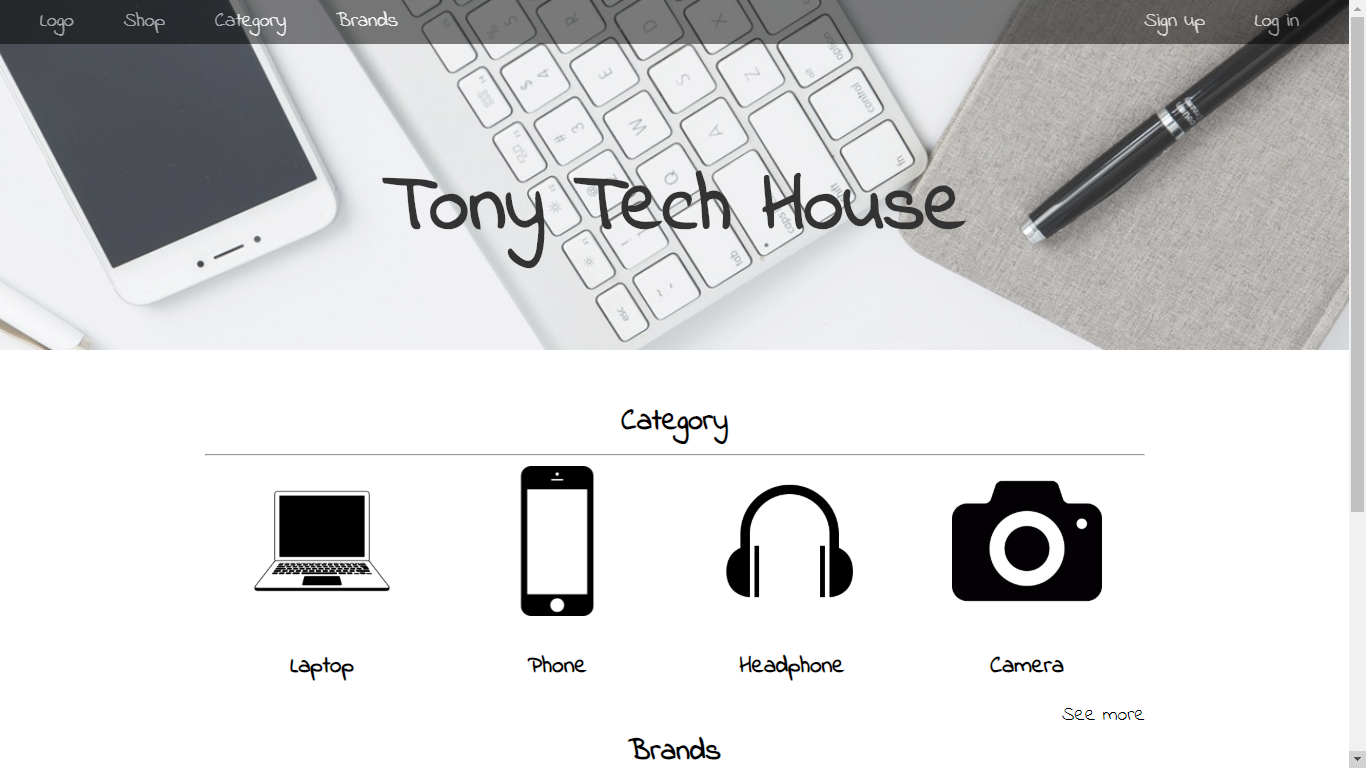 Logo Shop Category Brands Sign Up Log in
Tony Tech House
Category
Laptop Phone Headphone Camera
See more
Brands